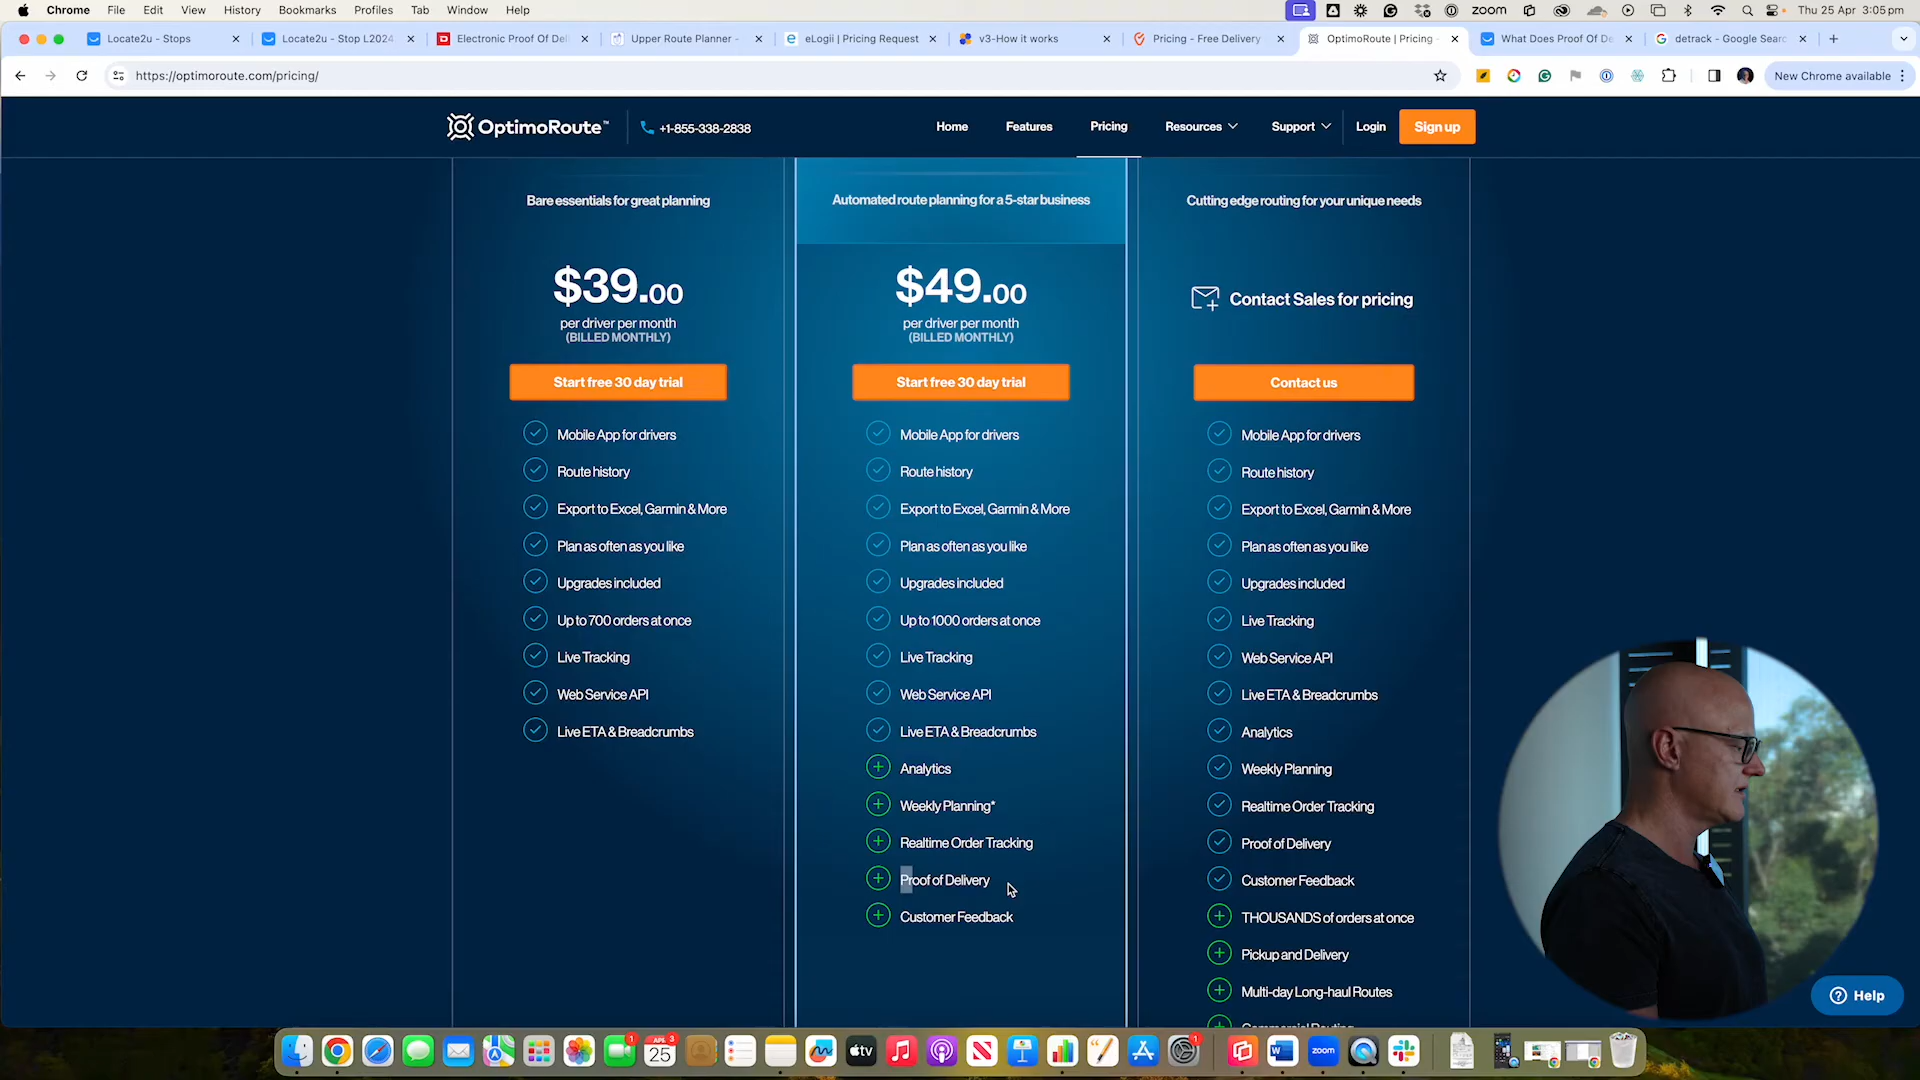 Chrome File Edit View History Bookmarks Profiles Tab Window Help
zoom Thu 25 Apr 3:05pm
Locate2u - Stops
Locate2u - Stop L2024
Electronic Proof Of Del
Upper Route Planner -
eLogii | Pricing Request
v3-How it works
Pricing - Free Delivery
OptimoRoute | Pricing -
What Does Proof Of De
detrack - Google Searc
https://optimoroute.com/pricing/
New Chrome available
OptimoRoute™
+1-855-338-2838
Home
Features
Pricing
Resources
Support
Login
Sign up
Bare essentials for great planning
$39.00
per driver per month
(BILLED MONTHLY)
Start free 30 day trial
Mobile App for drivers
Route history
Export to Excel, Garmin & More
Plan as often as you like
Upgrades included
Up to 700 orders at once
Live Tracking
Web Service API
Live ETA & Breadcrumbs
Automated route planning for a 5-star business
$49.00
per driver per month
(BILLED MONTHLY)
Start free 30 day trial
Mobile App for drivers
Route history
Export to Excel, Garmin & More
Plan as often as you like
Upgrades included
Up to 1000 orders at once
Live Tracking
Web Service API
Live ETA & Breadcrumbs
Analytics
Weekly Planning*
Realtime Order Tracking
Proof of Delivery
Customer Feedback
Cutting edge routing for your unique needs
Contact Sales for pricing
Contact us
Mobile App for drivers
Route history
Export to Excel, Garmin & More
Plan as often as you like
Upgrades included
Live Tracking
Web Service API
Live ETA & Breadcrumbs
Analytics
Weekly Planning
Realtime Order Tracking
Proof of Delivery
Customer Feedback
THOUSANDS of orders at once
Pickup and Delivery
Multi-day Long-haul Routes
Help
APR 25
tv
zoom